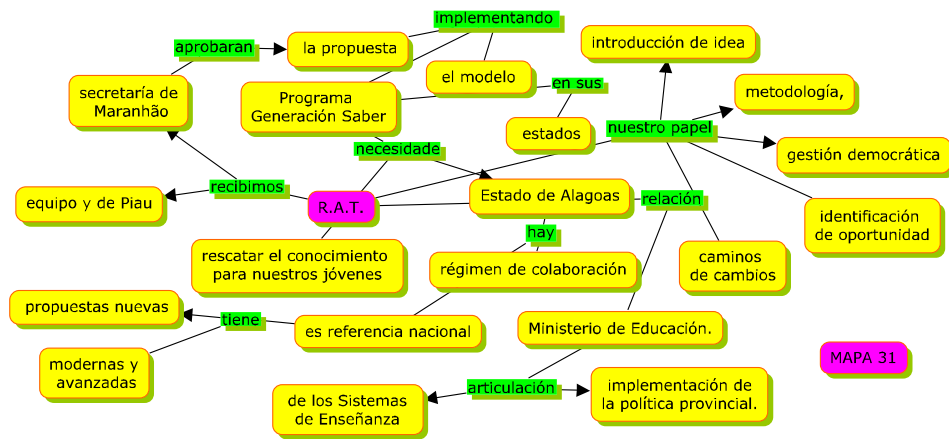 implementando
introducción de idea
aprobaran
la propuesta
el modelo
en sus
secretaría de
Maranhão
Programa
Generación Saber
metodología,
estados
nuestro papel
necesidade
gestión democrática
recibimos
equipo y de Piau
R.A.T.
Estado de Alagoas
relación
identificación
de oportunidad
hay
rescatar el conocimiento
para nuestros jóvenes
régimen de colaboración
caminos
de cambios
propuestas nuevas
tiene
es referencia nacional
Ministerio de Educación.
modernas y
avanzadas
MAPA 31
articulación
de los Sistemas
de Enseñanza
implementación de
la política provincial.